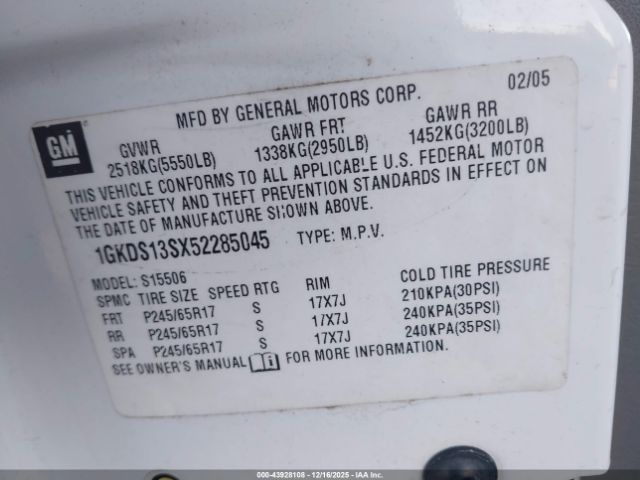 02/05
MFD BY GENERAL MOTORS CORP.
GM
GVWR GAWR FRT GAWR RR
2518KG(5550LB) 1338KG(2950LB) 1452KG(3200LB)
THIS VEHICLE CONFORMS TO ALL APPLICABLE U.S. FEDERAL MOTOR
VEHICLE SAFETY AND THEFT PREVENTION STANDARDS IN EFFECT ON
THE DATE OF MANUFACTURE SHOWN ABOVE.
1GKDS13SX52285045 TYPE: M.P.V.
MODEL: S15506
SPMC TIRE SIZE SPEED RTG RIM COLD TIRE PRESSURE
FRT P245/65R17 S 17X7J 210KPA(30PSI)
RR P245/65R17 S 17X7J 240KPA(35PSI)
SPA P245/65R17 S 17X7J 240KPA(35PSI)
SEE OWNER'S MANUAL i FOR MORE INFORMATION.
000-43928108 - 12/16/2025 - IAAI, INC.